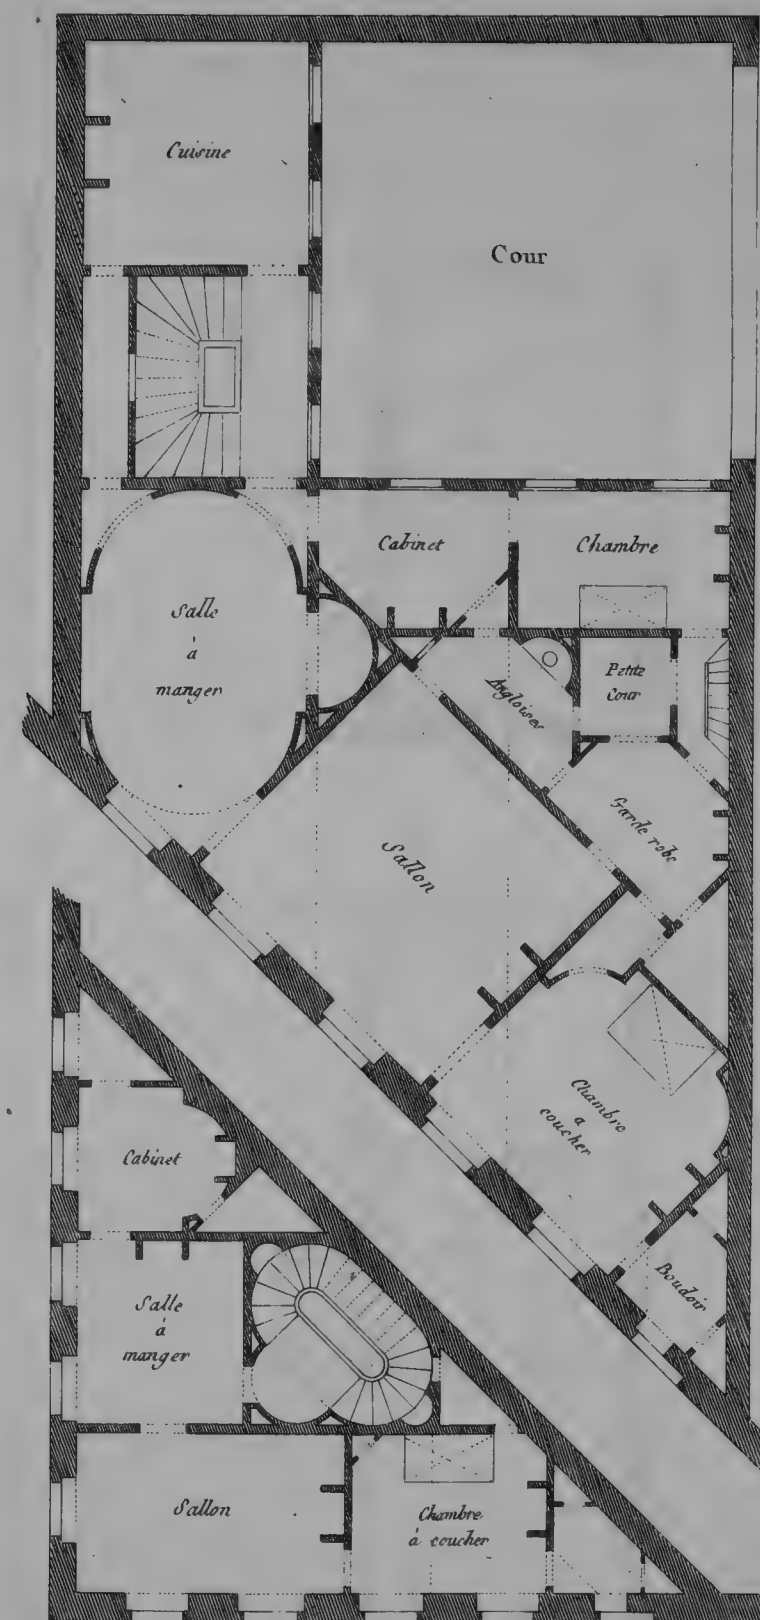 Cuisine
Cour
Cabinet
Chambre
Salle
à
manger
Angloises
Petite
Cour
Garde robe
Sallon
Chambre
a
coucher
Boudoir
Cabinet
Salle
à
manger
Sallon
Chambre
à coucher